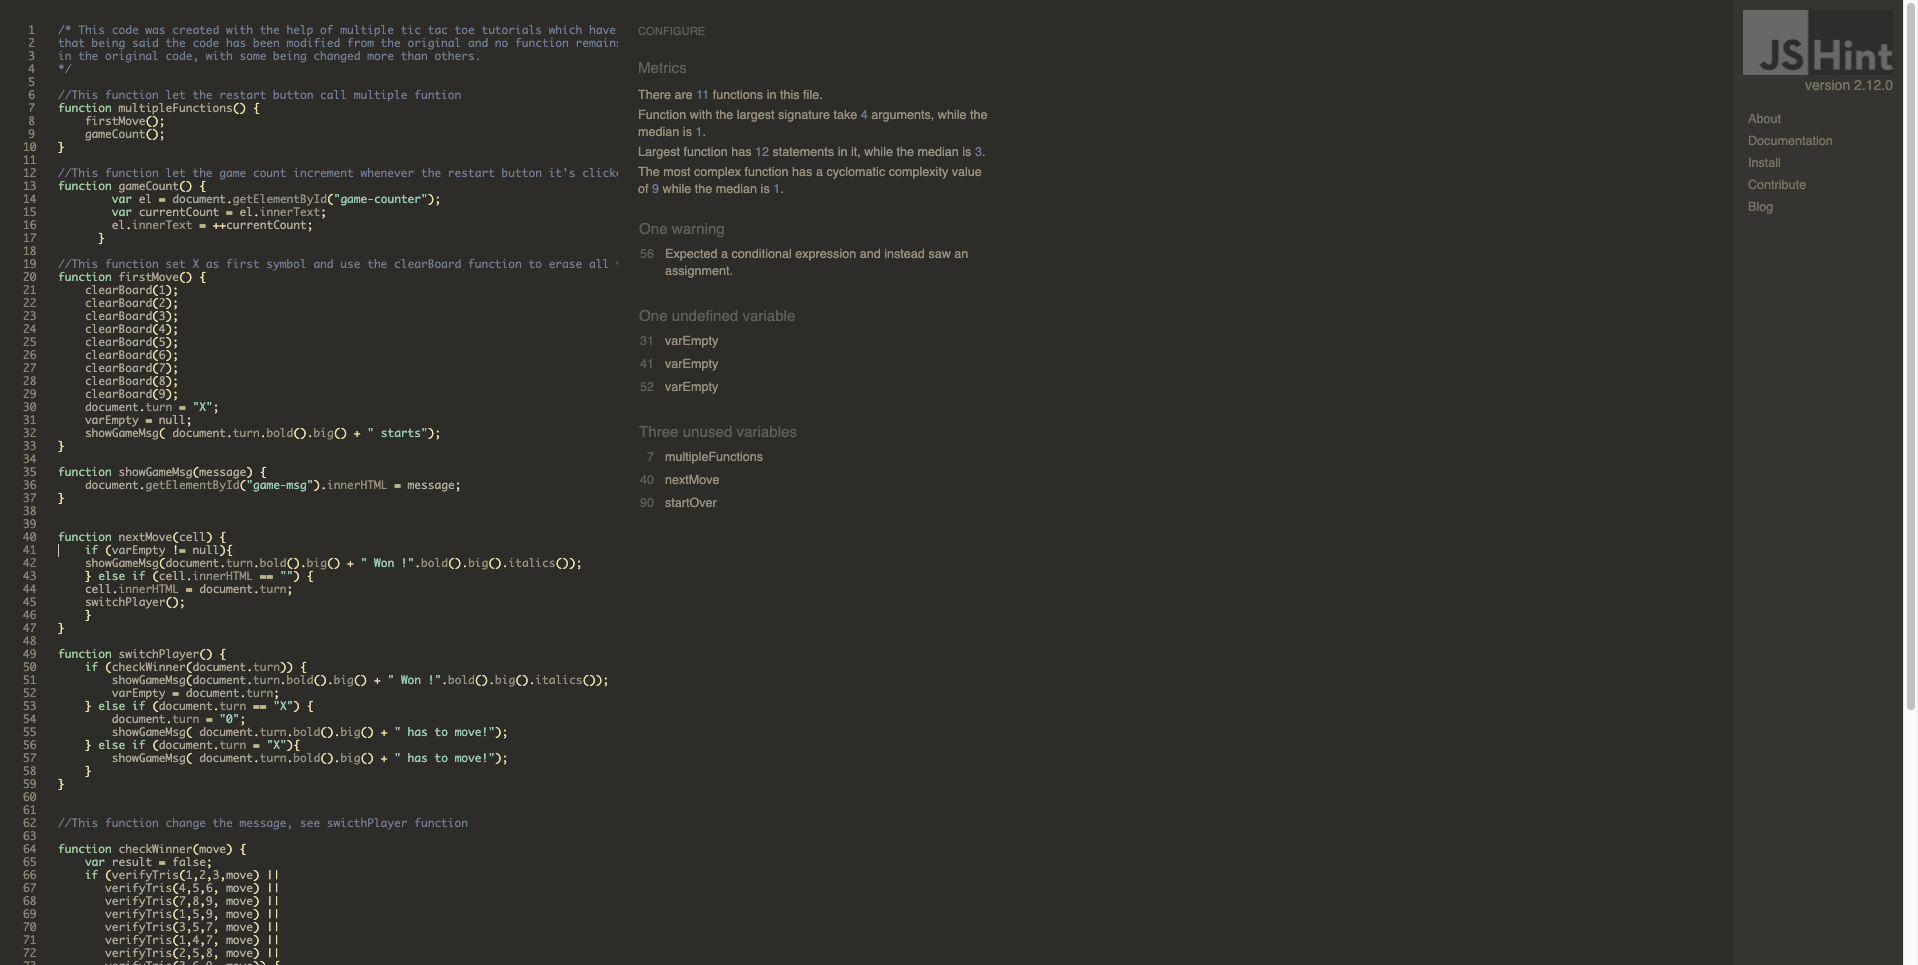 1 /* This code was created with the help of multiple tic tac toe tutorials which have
2 that being said the code has been modified from the original and no function remains
3 in the original code, with some being changed more than others.
4 */
5
6 //This function let the restart button call multiple funtion
7 function multipleFunctions() {
8 firstMove();
9 gameCount();
10 }
11
12 //This function let the game count increment whenever the restart button it's clicke
13 function gameCount() {
14 var el = document.getElementById("game-counter");
15 var currentCount = el.innerText;
16 el.innerText = ++currentCount;
17 }
18
19 //This function set X as first symbol and use the clearBoard function to erase all
20 function firstMove() {
21 clearBoard(1);
22 clearBoard(2);
23 clearBoard(3);
24 clearBoard(4);
25 clearBoard(5);
26 clearBoard(6);
27 clearBoard(7);
28 clearBoard(8);
29 clearBoard(9);
30 document.turn = "X";
31 varEmpty = null;
32 showGameMsg( document.turn.bold().big() + " starts");
33 }
34
35 function showGameMsg(message) {
36 document.getElementById("game-msg").innerHTML = message;
37 }
38
39
40 function nextMove(cell) {
41 if (varEmpty != null){
42 showGameMsg(document.turn.bold().big() + " Won !".bold().big().italics());
43 } else if (cell.innerHTML == "") {
44 cell.innerHTML = document.turn;
45 switchPlayer();
46 }
47 }
48
49 function switchPlayer() {
50 if (checkWinner(document.turn)) {
51 showGameMsg(document.turn.bold().big() + " Won !".bold().big().italics());
52 varEmpty = document.turn;
53 } else if (document.turn == "X") {
54 document.turn = "0";
55 showGameMsg( document.turn.bold().big() + " has to move!");
56 } else if (document.turn = "X"){
57 showGameMsg( document.turn.bold().big() + " has to move!");
58 }
59 }
60
61
62 //This function change the message, see swicthPlayer function
63
64 function checkWinner(move) {
65 var result = false;
66 if (verifyTris(1,2,3,move) ||
67 verifyTris(4,5,6, move) ||
68 verifyTris(7,8,9, move) ||
69 verifyTris(1,5,9, move) ||
70 verifyTris(3,5,7, move) ||
71 verifyTris(1,4,7, move) ||
72 verifyTris(2,5,8, move) ||
73 verifyTris(3,6,9, move)) {
CONFIGURE
Metrics
There are 11 functions in this file.
Function with the largest signature take 4 arguments, while the
median is 1.
Largest function has 12 statements in it, while the median is 3.
The most complex function has a cyclomatic complexity value
of 9 while the median is 1.
One warning
56 Expected a conditional expression and instead saw an
assignment.
One undefined variable
31 varEmpty
41 varEmpty
52 varEmpty
Three unused variables
7 multipleFunctions
40 nextMove
90 startOver
JSHint
version 2.12.0
About
Documentation
Install
Contribute
Blog